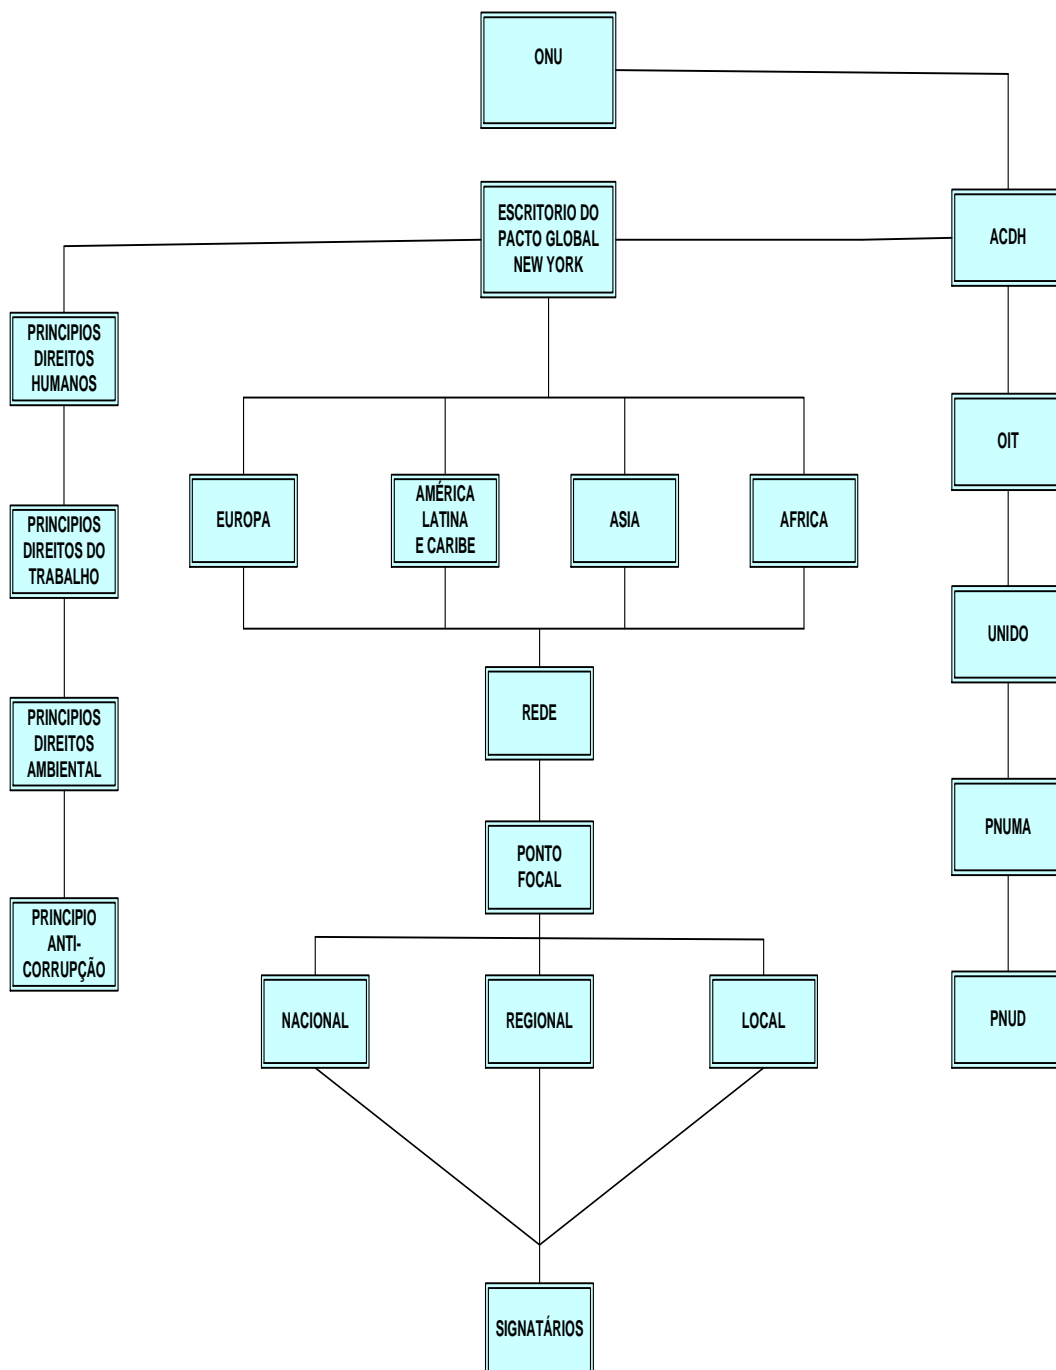 ONU
ESCRITORIO DO
PACTO GLOBAL
NEW YORK
ACDH
PRINCIPIOS
DIREITOS
HUMANOS
OIT
EUROPA
AMÉRICA
LATINA
E CARIBE
ASIA
AFRICA
PRINCIPIOS
DIREITOS DO
TRABALHO
UNIDO
REDE
PRINCIPIOS
DIREITOS
AMBIENTAL
PNUMA
PONTO
FOCAL
PRINCIPIO
ANTI-
CORRUPÇÃO
NACIONAL
REGIONAL
LOCAL
PNUD
SIGNATÁRIOS